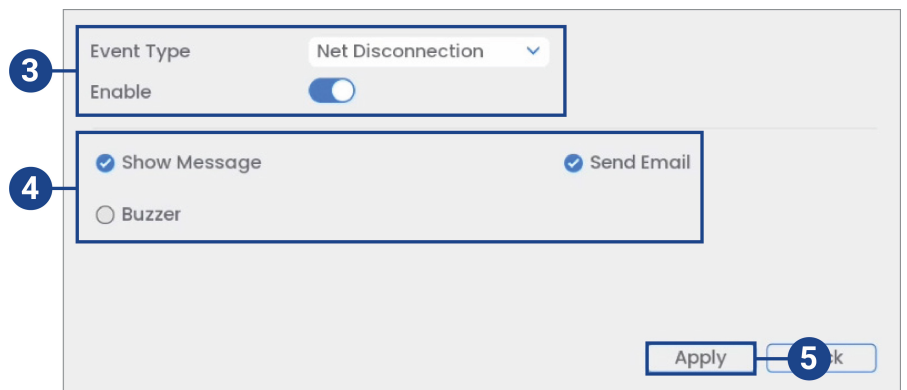 3
Event Type Net Disconnection
Enable
4
Show Message Send Email
Buzzer
Apply 5